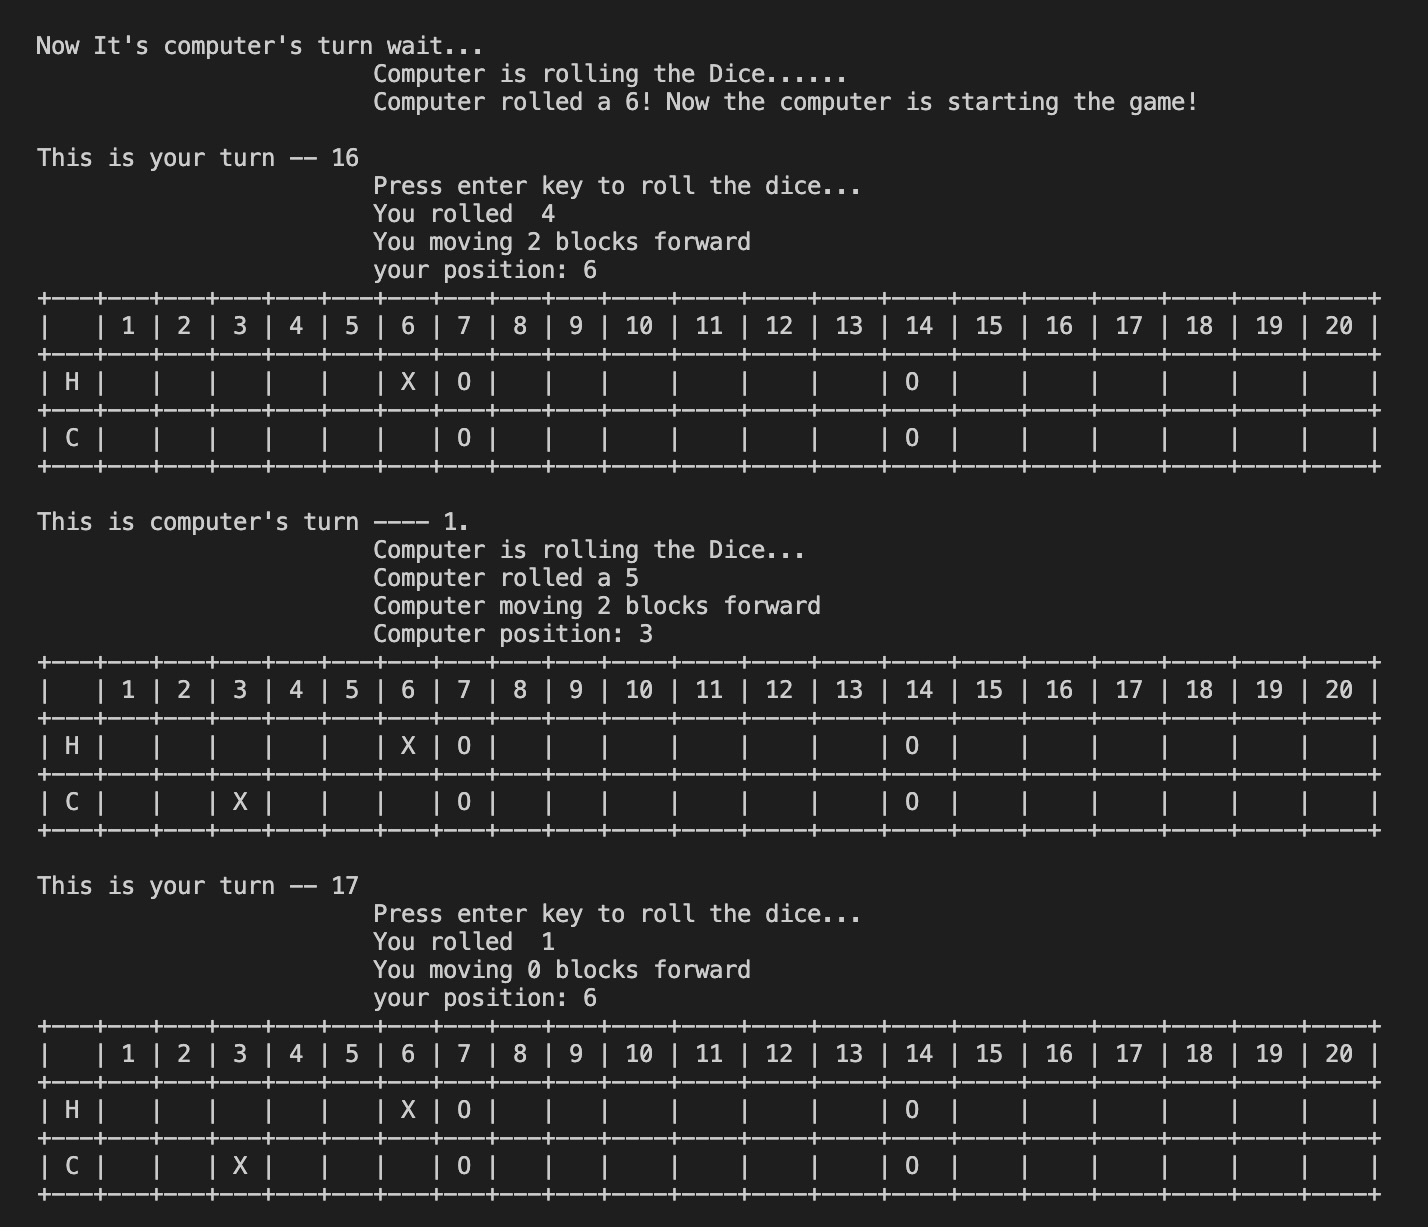 Now It's computer's turn wait...
                        Computer is rolling the Dice......
                        Computer rolled a 6! Now the computer is starting the game!

This is your turn -- 16
                        Press enter key to roll the dice...
                        You rolled  4
                        You moving 2 blocks forward
                        your position: 6
+---+---+---+---+---+---+---+---+---+---+----+----+----+----+----+----+----+----+----+----+----+
|   | 1 | 2 | 3 | 4 | 5 | 6 | 7 | 8 | 9 | 10 | 11 | 12 | 13 | 14 | 15 | 16 | 17 | 18 | 19 | 20 |
+---+---+---+---+---+---+---+---+---+---+----+----+----+----+----+----+----+----+----+----+----+
| H |   |   |   |   |   | X | O |   |   |    |    |    |    | O  |    |    |    |    |    |    |
+---+---+---+---+---+---+---+---+---+---+----+----+----+----+----+----+----+----+----+----+----+
| C |   |   |   |   |   |   | O |   |   |    |    |    |    | O  |    |    |    |    |    |    |
+---+---+---+---+---+---+---+---+---+---+----+----+----+----+----+----+----+----+----+----+----+

This is computer's turn ---- 1.
                        Computer is rolling the Dice...
                        Computer rolled a 5
                        Computer moving 2 blocks forward
                        Computer position: 3
+---+---+---+---+---+---+---+---+---+---+----+----+----+----+----+----+----+----+----+----+----+
|   | 1 | 2 | 3 | 4 | 5 | 6 | 7 | 8 | 9 | 10 | 11 | 12 | 13 | 14 | 15 | 16 | 17 | 18 | 19 | 20 |
+---+---+---+---+---+---+---+---+---+---+----+----+----+----+----+----+----+----+----+----+----+
| H |   |   |   |   |   | X | O |   |   |    |    |    |    | O  |    |    |    |    |    |    |
+---+---+---+---+---+---+---+---+---+---+----+----+----+----+----+----+----+----+----+----+----+
| C |   |   | X |   |   |   | O |   |   |    |    |    |    | O  |    |    |    |    |    |    |
+---+---+---+---+---+---+---+---+---+---+----+----+----+----+----+----+----+----+----+----+----+

This is your turn -- 17
                        Press enter key to roll the dice...
                        You rolled  1
                        You moving 0 blocks forward
                        your position: 6
+---+---+---+---+---+---+---+---+---+---+----+----+----+----+----+----+----+----+----+----+----+
|   | 1 | 2 | 3 | 4 | 5 | 6 | 7 | 8 | 9 | 10 | 11 | 12 | 13 | 14 | 15 | 16 | 17 | 18 | 19 | 20 |
+---+---+---+---+---+---+---+---+---+---+----+----+----+----+----+----+----+----+----+----+----+
| H |   |   |   |   |   | X | O |   |   |    |    |    |    | O  |    |    |    |    |    |    |
+---+---+---+---+---+---+---+---+---+---+----+----+----+----+----+----+----+----+----+----+----+
| C |   |   | X |   |   |   | O |   |   |    |    |    |    | O  |    |    |    |    |    |    |
+---+---+---+---+---+---+---+---+---+---+----+----+----+----+----+----+----+----+----+----+----+